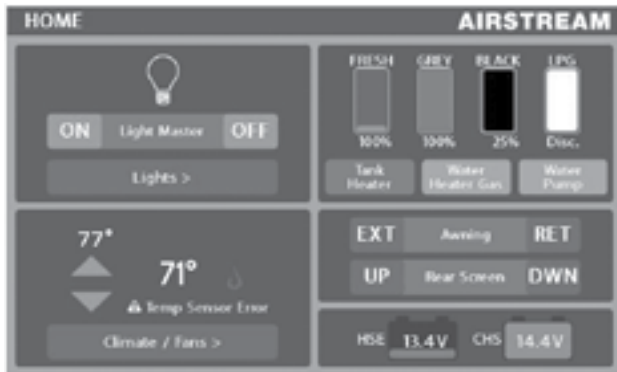 HOME
AIRSTREAM
ON Light Master OFF
Lights >
FRESH GREY BLACK LPG
100% 100% 25% Disc.
Tank Heater
Water Heater Gas
Water Pump
77°
71°
Temp Sensor Error
Climate / Fans >
EXT Awning RET
UP Rear Screen DWN
HSE 13.4V CHS 14.4V